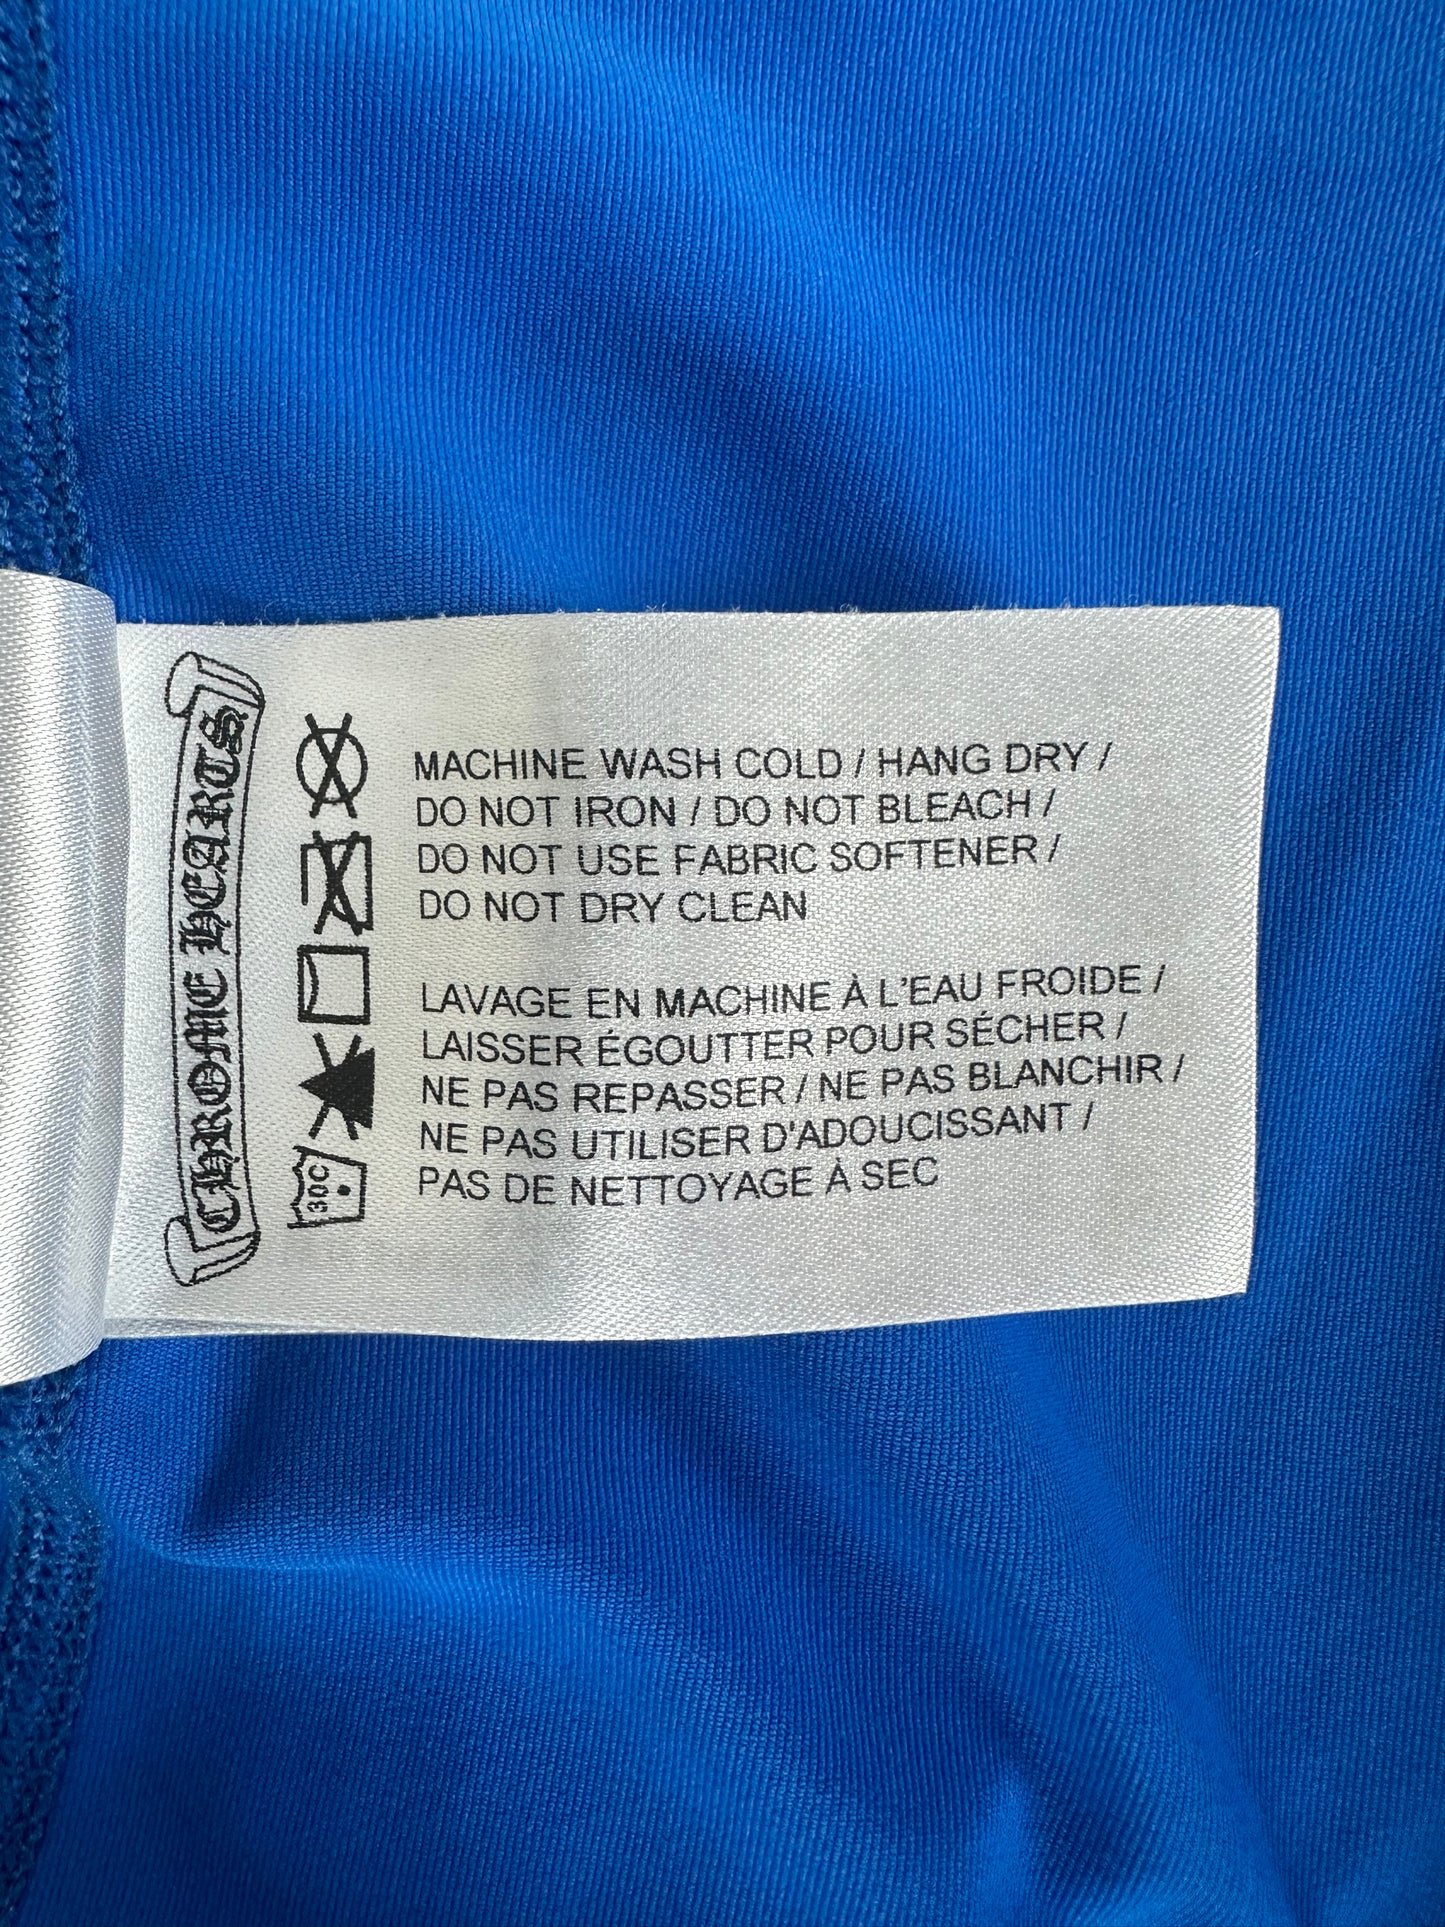 CHROME HEARTS
MACHINE WASH COLD / HANG DRY /
DO NOT IRON / DO NOT BLEACH /
DO NOT USE FABRIC SOFTENER /
DO NOT DRY CLEAN
LAVAGE EN MACHINE À L'EAU FROIDE /
LAISSER ÉGOUTTER POUR SÉCHER /
NE PAS REPASSER / NE PAS BLANCHIR /
NE PAS UTILISER D'ADOUCISSANT /
PAS DE NETTOYAGE À SEC
30C